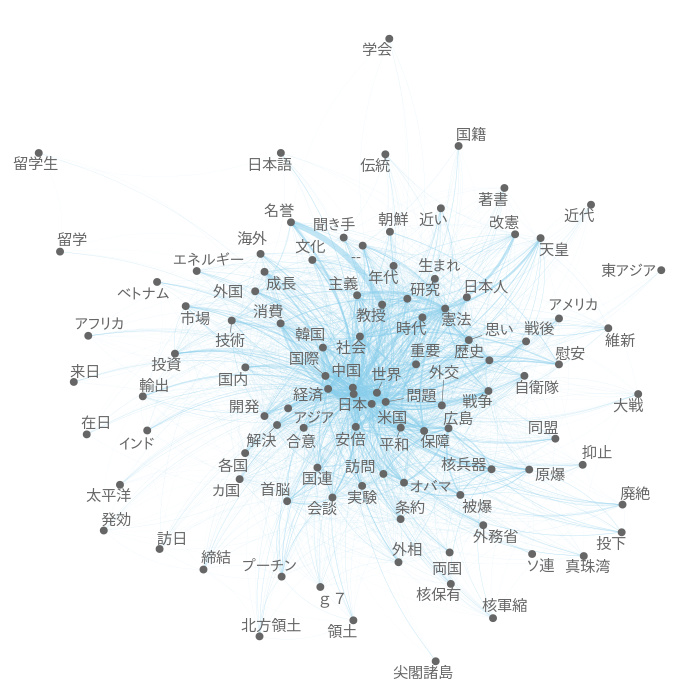 学会
国籍
留学生
日本語
伝統
著書
名誉
聞き手
朝鮮
近い
改憲
近代
留学
海外
文化
--
天皇
エネルギー
成長
年代
生まれ
東アジア
ベトナム
外国
主義
研究
日本人
市場
消費
教授
時代
憲法
アメリカ
アフリカ
技術
韓国
社会
思い
戦後
維新
投資
国際
重要
歴史
慰安
来日
国内
中国
世界
外交
自衛隊
輸出
経済
問題
戦争
大戦
開発
アジア
日本
米国
広島
同盟
在日
インド
解決
合意
安倍
平和
保障
抑止
各国
国連
訪問
核兵器
原爆
太平洋
カ国
首脳
会談
実験
オバマ
被爆
廃絶
発効
条約
外務省
投下
訪日
締結
プーチン
外相
両国
ソ連
真珠湾
g 7
核保有
核軍縮
北方領土
領土
尖閣諸島